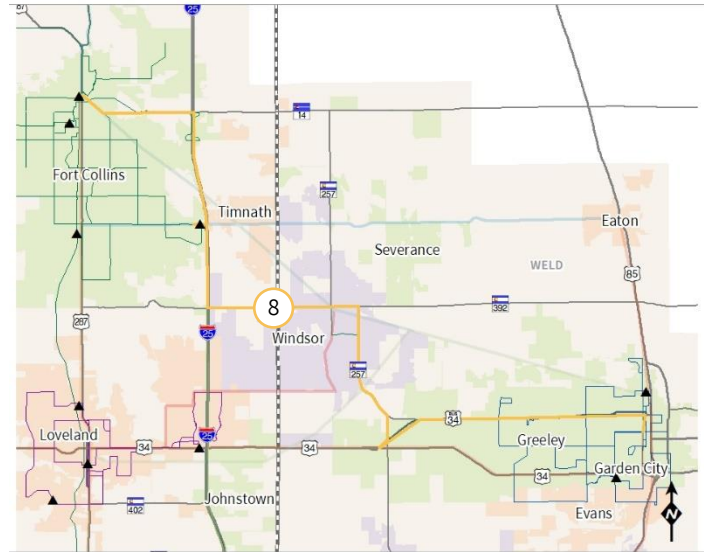 87
25
14
Fort Collins
257
Timnath
Eaton
Severance
WELD
85
8
392
287
25
Windsor
257
34
Loveland
25
34
34
Greeley
34
Garden City
Johnstown
402
Evans
N